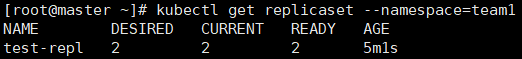 [root@master ~]# kubectl get replicaset --namespace=team1
NAME        DESIRED   CURRENT   READY   AGE
test-repl   2         2         2       5m1s